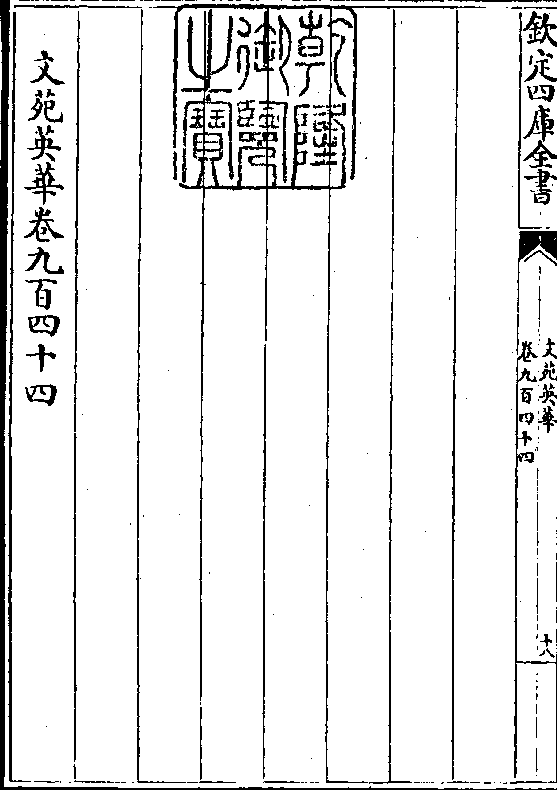 欽定四庫全書
文苑英華
卷九百四十四
十八
乾隆
御覽
之寶
文苑英華卷九百四十四